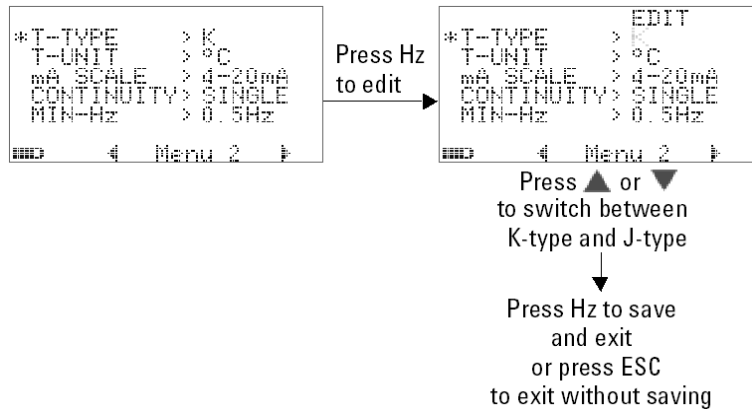 *T-TYPE > K
T-UNIT > °C
mA SCALE > 4-20mA
CONTINUITY> SINGLE
MIN-Hz > 0.5Hz
Menu 2
Press Hz
to edit
EDIT
*T-TYPE > K
T-UNIT > °C
mA SCALE > 4-20mA
CONTINUITY> SINGLE
MIN-Hz > 0.5Hz
Menu 2
Press ▲ or ▼
to switch between
K-type and J-type
Press Hz to save
and exit
or press ESC
to exit without saving